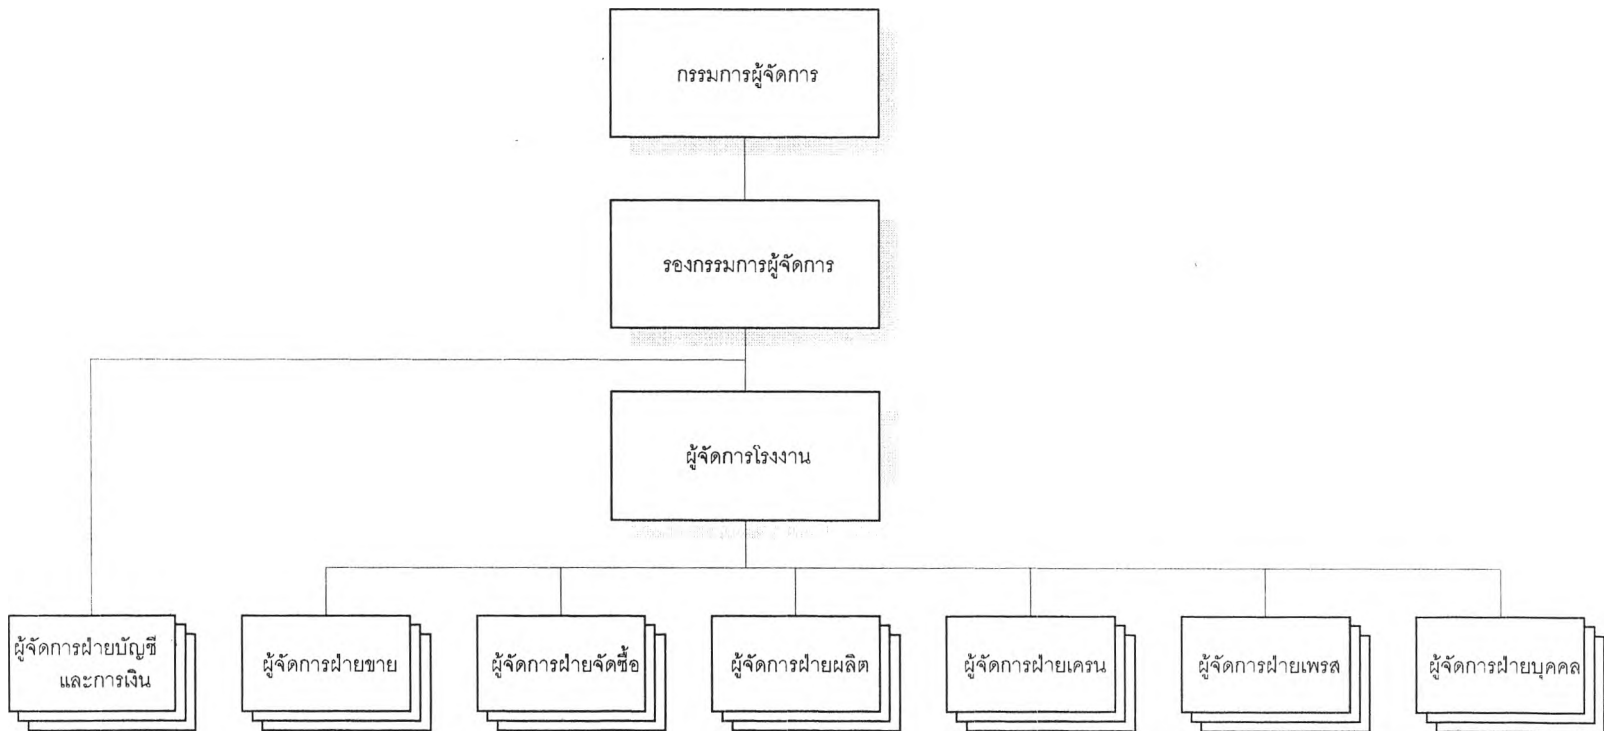 กรรมการผู้จัดการ
รองกรรมการผู้จัดการ
ผู้จัดการโรงงาน
ผู้จัดการฝ่ายบัญชี
และการเงิน
ผู้จัดการฝ่ายขาย
ผู้จัดการฝ่ายจัดซื้อ
ผู้จัดการฝ่ายผลิต
ผู้จัดการฝ่ายเครน
ผู้จัดการฝ่ายเพรส
ผู้จัดการฝ่ายบุคคล